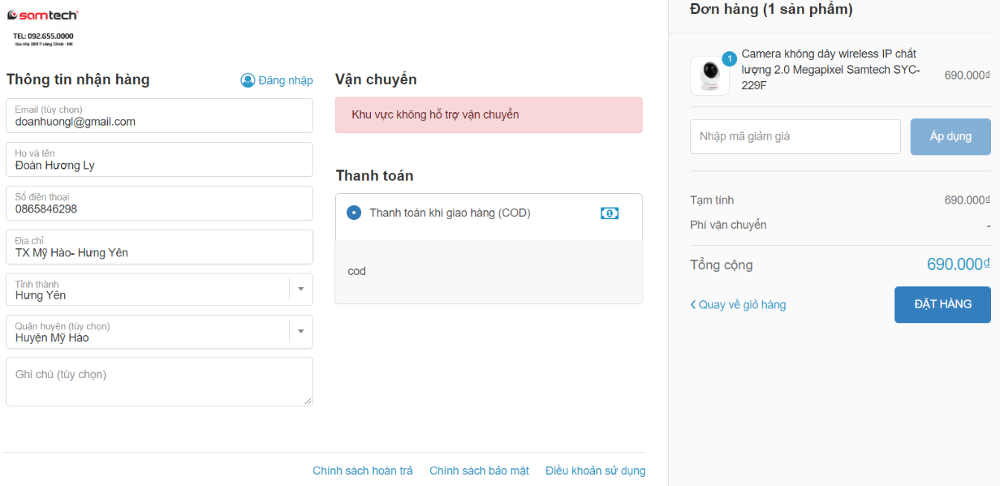 samtech
TEL: 092.655.0000
tòa nhà 389 Trường Chinh - HN
Thông tin nhận hàng
Đăng nhập
Email (tùy chọn)
doanhuongl@gmail.com
Họ và tên
Đoàn Hương Ly
Số điện thoại
0865846298
Địa chỉ
TX Mỹ Hào- Hưng Yên
Tỉnh thành
Hưng Yên
Quận huyện (tùy chọn)
Huyện Mỹ Hào
Ghi chú (tùy chọn)
Vận chuyển
Khu vực không hỗ trợ vận chuyển
Thanh toán
Thanh toán khi giao hàng (COD)
cod
Chính sách hoàn trả Chính sách bảo mật Điều khoản sử dụng
Đơn hàng (1 sản phẩm)
1
Camera không dây wireless IP chất
lượng 2.0 Megapixel Samtech SYC-
229F
690.000₫
Nhập mã giảm giá
Áp dụng
Tạm tính 690.000₫
Phí vận chuyển -
Tổng cộng 690.000₫
Quay về giỏ hàng
ĐẶT HÀNG